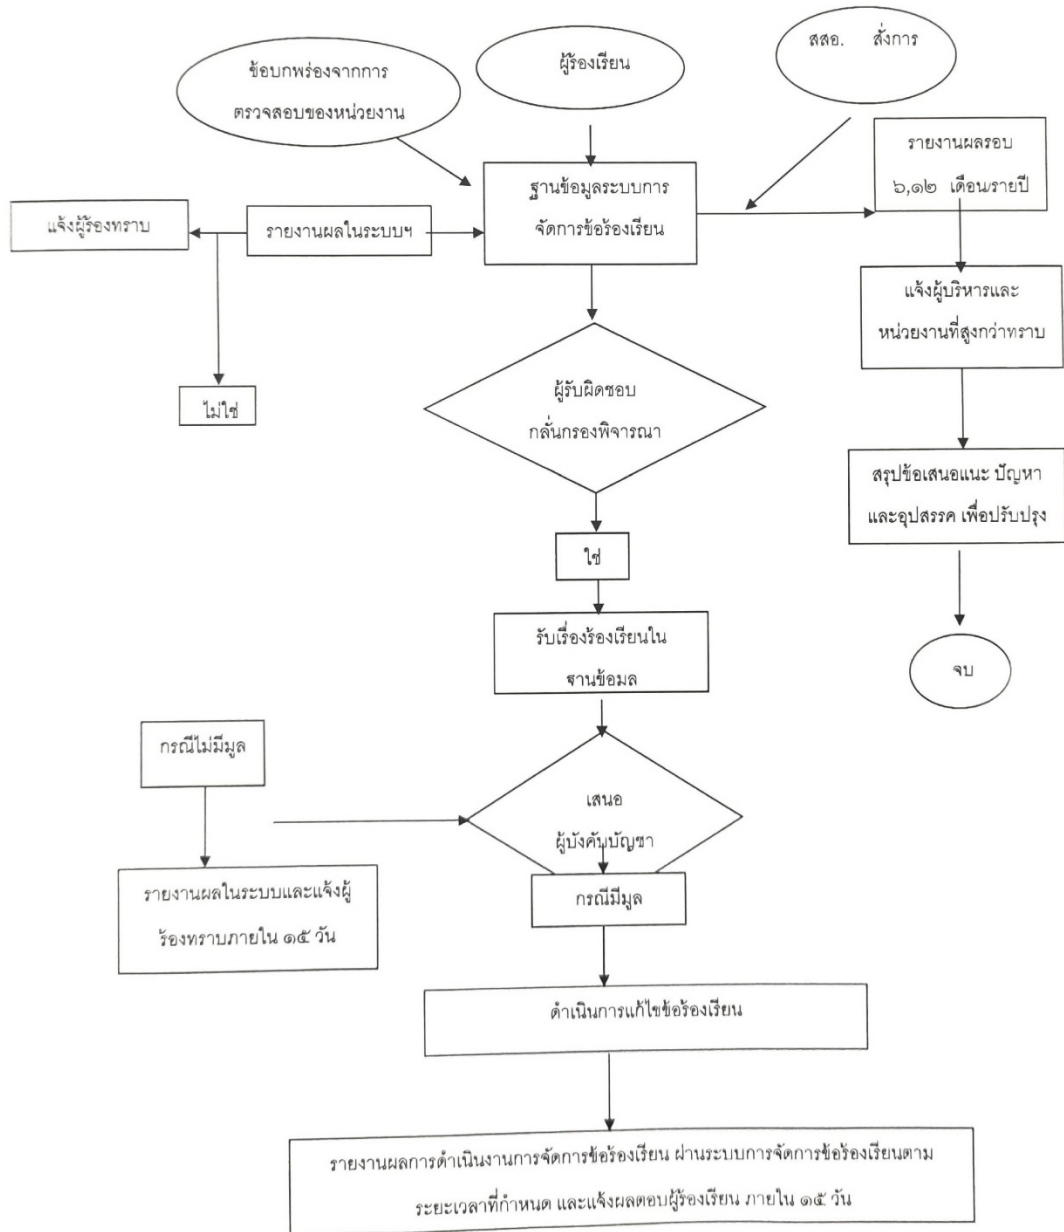 สสอ. สั่งการ
ผู้ร้องเรียน
ข้อบกพร่องจากการ
ตรวจสอบของหน่วยงาน
รายงานผลรอบ
๖,๑๒ เดือน/รายปี
ฐานข้อมูลระบบการ
จัดการข้อร้องเรียน
แจ้งผู้ร้องทราบ
รายงานผลในระบบฯ
แจ้งผู้บริหารและ
หน่วยงานที่สูงกว่าทราบ
ไม่ใช่
ผู้รับผิดชอบ
กลั่นกรองพิจารณา
สรุปข้อเสนอแนะ ปัญหา
และอุปสรรค เพื่อปรับปรุง
ใช่
รับเรื่องร้องเรียนใน
ฐานข้อมล
จบ
กรณีไม่มีมูล
เสนอ
ผู้บังคับบัญชา
รายงานผลในระบบและแจ้งผู้
ร้องทราบภายใน ๑๕ วัน
กรณีมีมูล
ดำเนินการแก้ไขข้อร้องเรียน
รายงานผลการดำเนินงานการจัดการข้อร้องเรียน ผ่านระบบการจัดการข้อร้องเรียนตาม
ระยะเวลาที่กำหนด และแจ้งผลตอบผู้ร้องเรียน ภายใน ๑๕ วัน